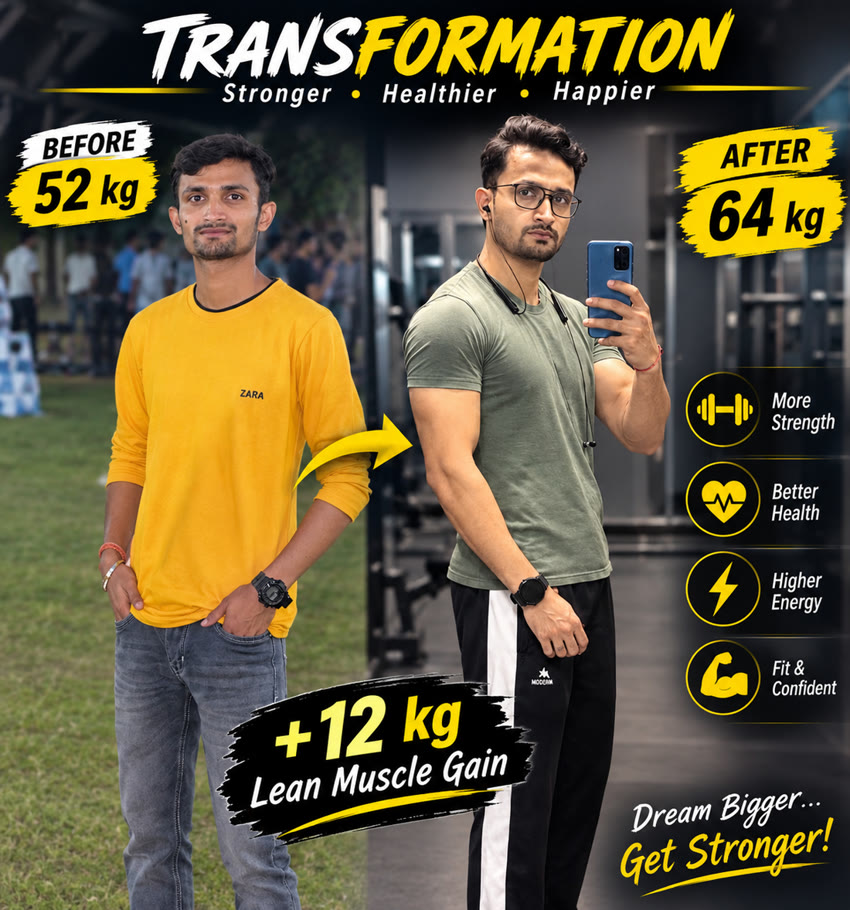 TRANSFORMATION
Stronger • Healthier • Happier
BEFORE
52 kg
AFTER
64 kg
ZARA
More
Strength
Better
Health
Higher
Energy
Fit &
Confident
MODERM
+12 kg
Lean Muscle Gain
Dream Bigger...
Get Stronger!